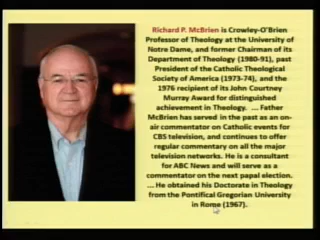 Richard P. McBrien is Crowley-O'Brien
Professor of Theology at the University of
Notre Dame, and former Chairman of its
Department of Theology (1980-91), past
President of the Catholic Theological
Society of America (1973-74), and the
1976 recipient of its John Courtney
Murray Award for distinguished
achievement in Theology. ... Father
McBrien has served in the past as an on-
air commentator on Catholic events for
CBS television, and continues to offer
regular commentary on all the major
television networks. He is a consultant
for ABC News and will serve as a
commentator on the next papal election.
... He obtained his Doctorate in Theology
from the Pontifical Gregorian University
in Rome (1967).